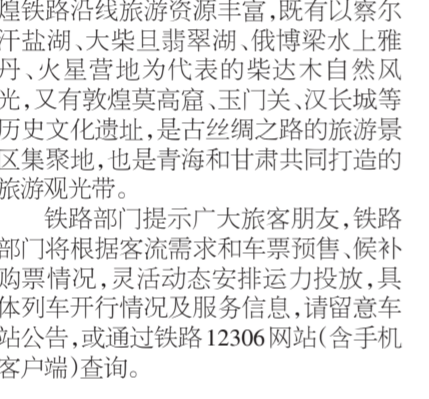 煌铁路沿线旅游资源丰富,既有以察尔
汗盐湖、大柴旦翡翠湖、俄博梁水上雅
丹、火星营地为代表的柴达木自然风
光,又有敦煌莫高窟、玉门关、汉长城等
历史文化遗址,是古丝绸之路的旅游景
区集聚地,也是青海和甘肃共同打造的
旅游观光带。
铁路部门提示广大旅客朋友,铁路
部门将根据客流需求和车票预售、候补
购票情况,灵活动态安排运力投放,具
体列车开行情况及服务信息,请留意车
站公告,或通过铁路12306网站(含手机
客户端)查询。